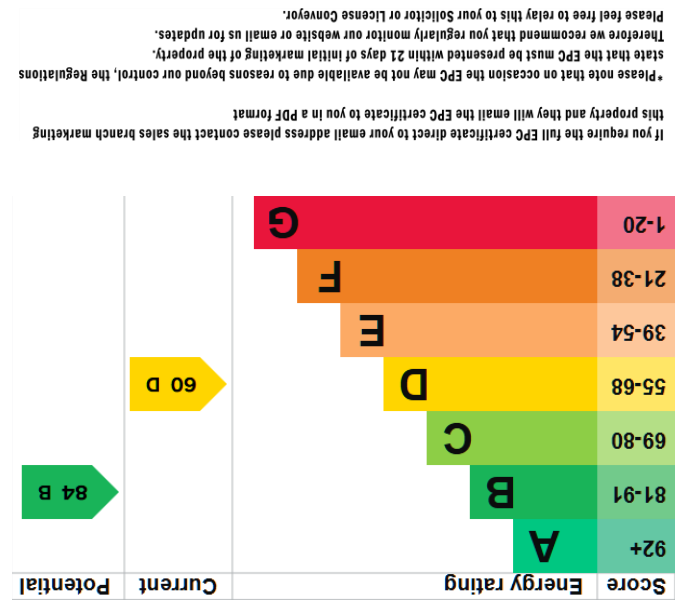 Score Energy rating Current Potential
92+ A
81-91 B 84 B
69-80 C
55-68 D 60 D
39-54 E
21-38 F
1-20 G
If you require the full EPC certificate direct to your email address please contact the sales branch marketing
this property and they will email the EPC certificate to you in a PDF format
*Please note that on occasion the EPC may not be available due to reasons beyond our control, the Regulations
state that the EPC must be presented within 21 days of initial marketing of the property.
Therefore we recommend that you regularly monitor our website or email us for updates.
Please feel free to relay this to your Solicitor or License Conveyor.